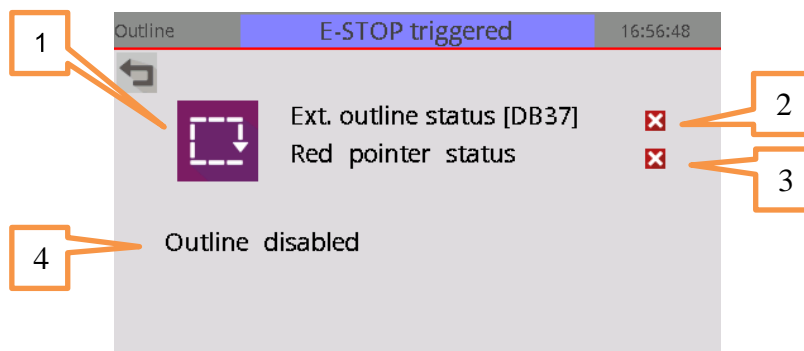 Outline E-STOP triggered 16:56:48
1
Ext. outline status [DB37]
2
Red pointer status
3
Outline disabled
4